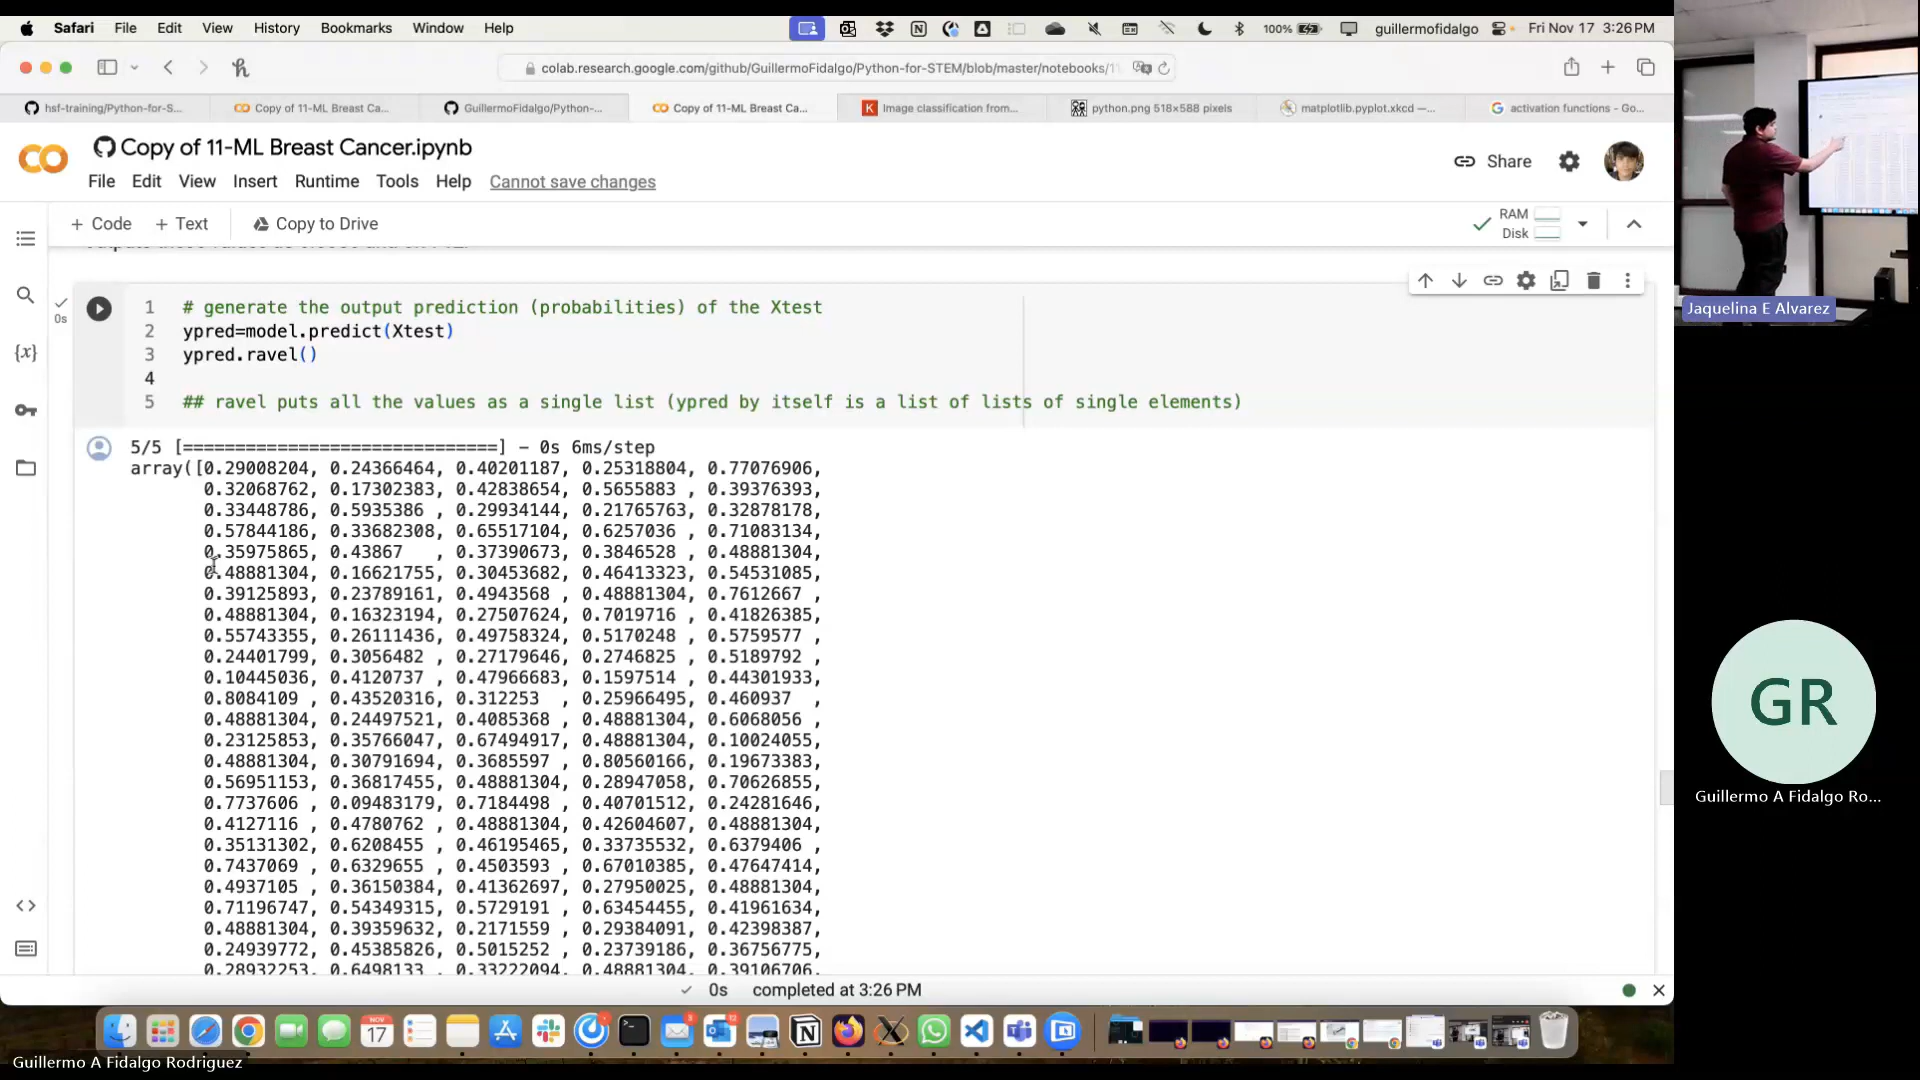 Safari File Edit View History Bookmarks Window Help 100% guillermofidalgo Fri Nov 17 3:26 PM
colab.research.google.com/github/GuillermoFidalgo/Python-for-STEM/blob/master/notebooks/1
hsf-training/Python-for-S... Copy of 11-ML Breast Ca... GuillermoFidalgo/Python-... Copy of 11-ML Breast Ca... Image classification from... python.png 518×588 pixels matplotlib.pyplot.xkcd —... activation functions - Go...
Copy of 11-ML Breast Cancer.ipynb
Share
File Edit View Insert Runtime Tools Help Cannot save changes
+ Code + Text Copy to Drive RAM Disk
0s
1 # generate the output prediction (probabilities) of the Xtest
2 ypred=model.predict(Xtest)
3 ypred.ravel()
4
5 ## ravel puts all the values as a single list (ypred by itself is a list of lists of single elements)
5/5 [==============================] - 0s 6ms/step
array([0.29008204, 0.24366464, 0.40201187, 0.25318804, 0.77076906,
0.32068762, 0.17302383, 0.42838654, 0.5655883 , 0.39376393,
0.33448786, 0.5935386 , 0.29934144, 0.21765763, 0.32878178,
0.57844186, 0.33682308, 0.65517104, 0.6257036 , 0.71083134,
0.35975865, 0.43867 , 0.37390673, 0.3846528 , 0.48881304,
0.48881304, 0.16621755, 0.30453682, 0.46413323, 0.54531085,
0.39125893, 0.23789161, 0.4943568 , 0.48881304, 0.7612667 ,
0.48881304, 0.16323194, 0.27507624, 0.7019716 , 0.41826385,
0.55743355, 0.26111436, 0.49758324, 0.5170248 , 0.5759577 ,
0.24401799, 0.3056482 , 0.27179646, 0.2746825 , 0.5189792 ,
0.10445036, 0.4120737 , 0.47966683, 0.1597514 , 0.44301933,
0.8084109 , 0.43520316, 0.312253 , 0.25966495, 0.460937 ,
0.48881304, 0.24497521, 0.4085368 , 0.48881304, 0.6068056 ,
0.23125853, 0.35766047, 0.67494917, 0.48881304, 0.10024055,
0.48881304, 0.30791694, 0.3685597 , 0.80560166, 0.19673383,
0.56951153, 0.36817455, 0.48881304, 0.28947058, 0.70626855,
0.7737606 , 0.09483179, 0.7184498 , 0.40701512, 0.24281646,
0.4127116 , 0.4780762 , 0.48881304, 0.42604607, 0.48881304,
0.35131302, 0.6208455 , 0.46195465, 0.33735532, 0.6379406 ,
0.7437069 , 0.6329655 , 0.4503593 , 0.67010385, 0.47647414,
0.4937105 , 0.36150384, 0.41362697, 0.27950025, 0.48881304,
0.71196747, 0.54349315, 0.5729191 , 0.63454455, 0.41961634,
0.48881304, 0.39359632, 0.2171559 , 0.29384091, 0.42398387,
0.24939772, 0.45385826, 0.5015252 , 0.23739186, 0.36756775,
0.28932253, 0.6498133 , 0.33222094, 0.48881304, 0.39106706,
0s completed at 3:26 PM
NOV 17
Guillermo A Fidalgo Rodriguez
Jaquelina E Alvarez
GR
Guillermo A Fidalgo Ro...